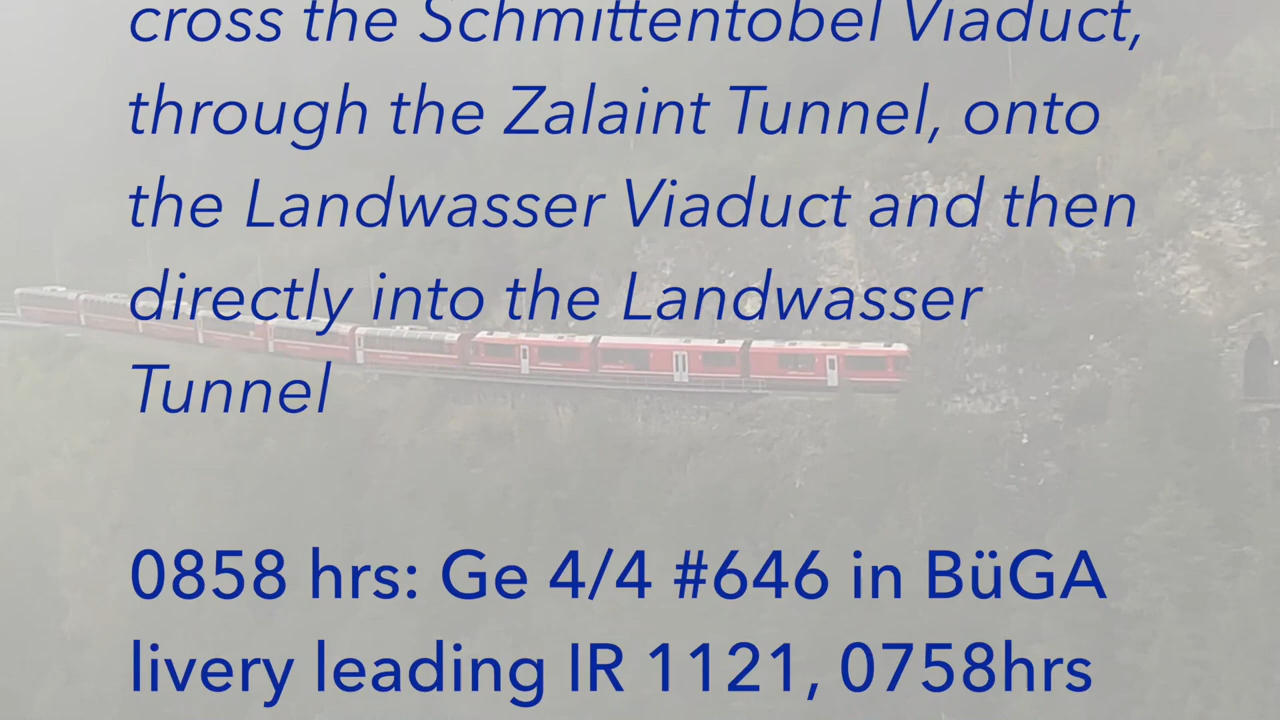 cross the Schmittentobel Viaduct,
through the Zalaint Tunnel, onto
the Landwasser Viaduct and then
directly into the Landwasser
Tunnel
0858 hrs: Ge 4/4 #646 in BüGA
livery leading IR 1121, 0758hrs